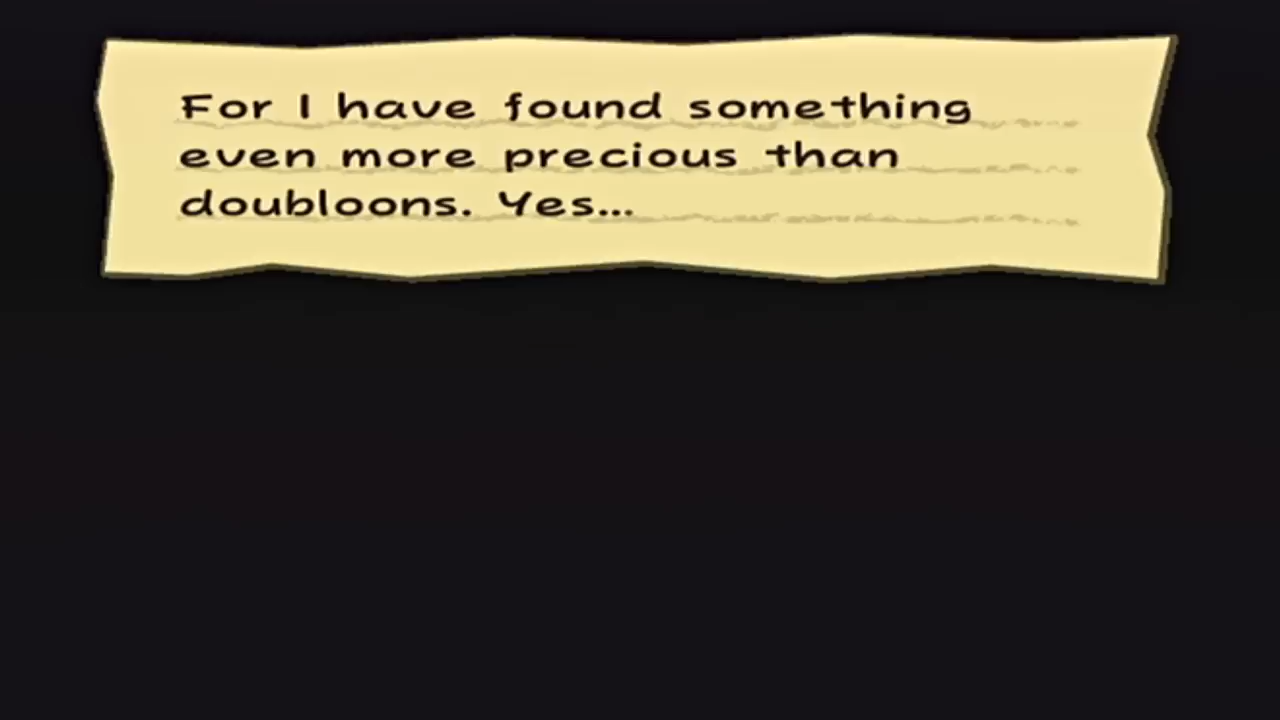 For I have found something
even more precious than
doubloons. Yes...